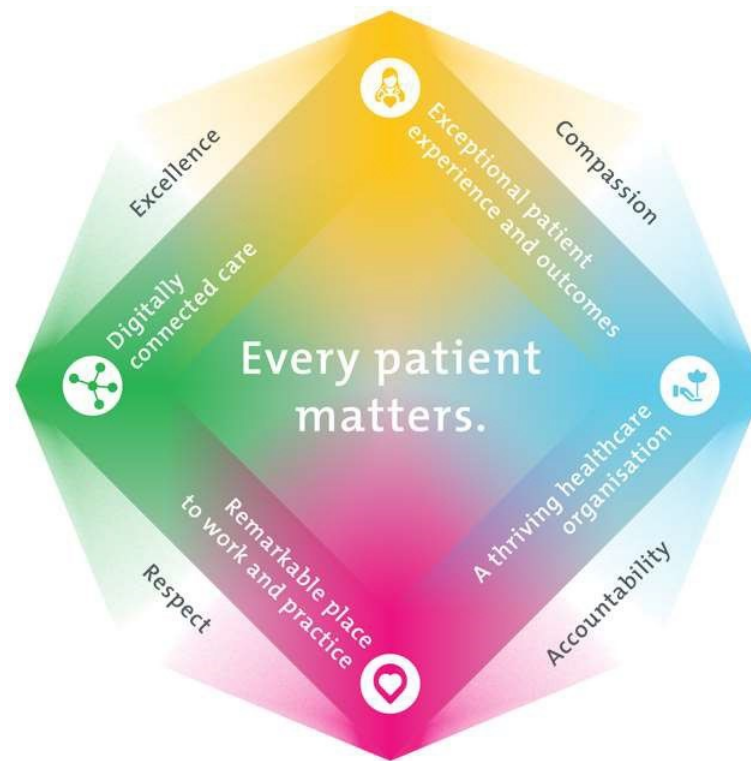 Excellence
Compassion
Exceptional patient
experience and outcomes
Digitally
connected care
Every patient
matters.
A thriving healthcare
organisation
Remarkable place
to work and practice
Respect
Accountability